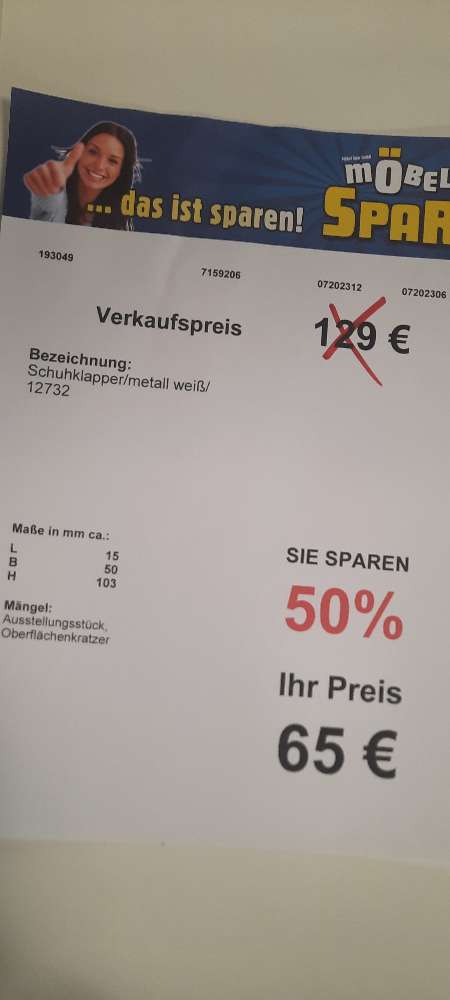 MÖBEL
... das ist sparen! SPAR
193049 7159206 07202312 07202306
Verkaufspreis 129 €
Bezeichnung:
Schuhklapper/metall weiß/
12732
Maße in mm ca.:
L 15
B 50
H 103
Mängel:
Ausstellungsstück,
Oberflächenkratzer
SIE SPAREN
50%
Ihr Preis
65 €